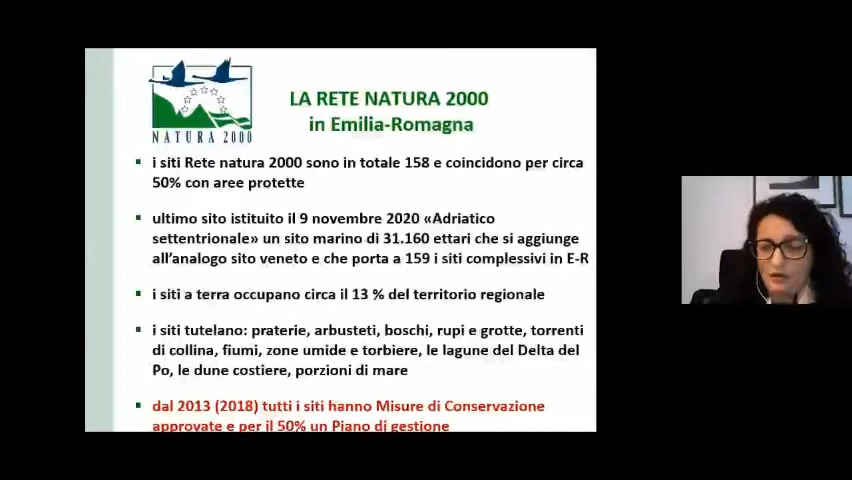 NATURA 2000
LA RETE NATURA 2000
in Emilia-Romagna
i siti Rete natura 2000 sono in totale 158 e coincidono per circa
50% con aree protette
ultimo sito istituito il 9 novembre 2020 «Adriatico
settentrionale» un sito marino di 31.160 ettari che si aggiunge
all'analogo sito veneto e che porta a 159 i siti complessivi in E-R
i siti a terra occupano circa il 13 % del territorio regionale
i siti tutelano: praterie, arbusteti, boschi, rupi e grotte, torrenti
di collina, fiumi, zone umide e torbiere, le lagune del Delta del
Po, le dune costiere, porzioni di mare
dal 2013 (2018) tutti i siti hanno Misure di Conservazione
approvate e per il 50% un Piano di gestione